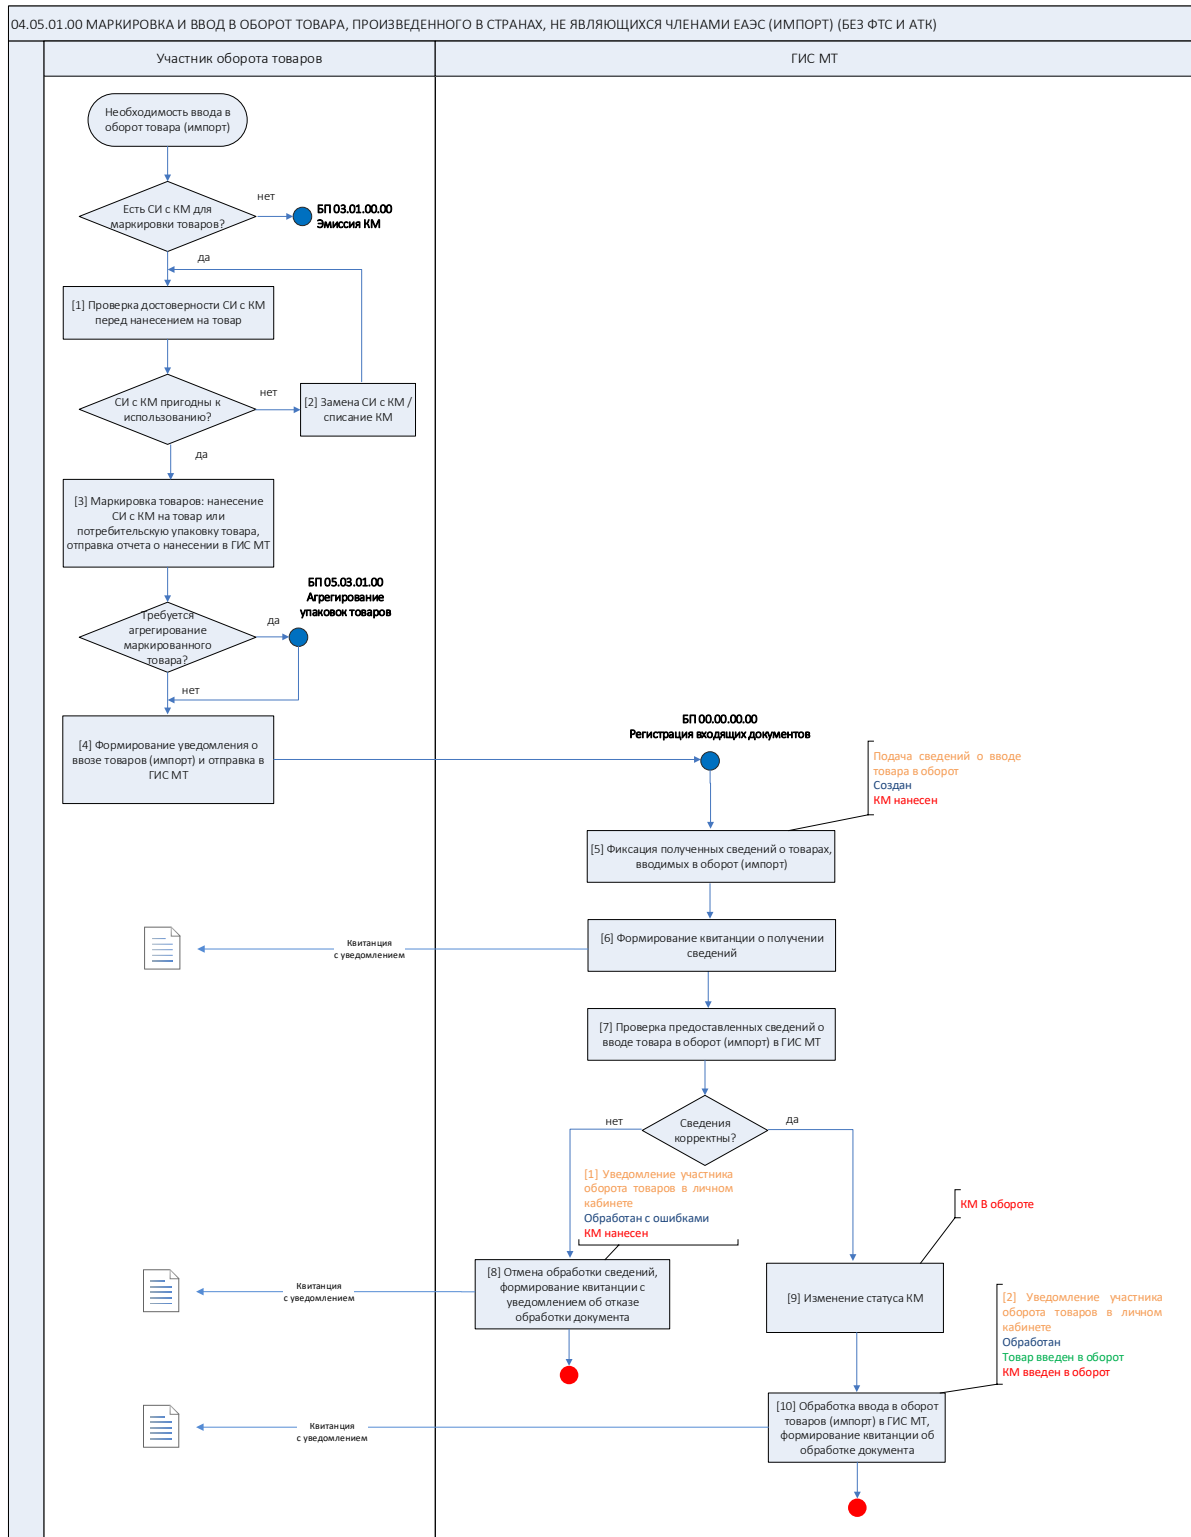 04.05.01.00 МАРКИРОВКА И ВВОД В ОБОРОТ ТОВАРА, ПРОИЗВЕДЕННОГО В СТРАНАХ, НЕ ЯВЛЯЮЩИХСЯ ЧЛЕНАМИ ЕАЭС (ИМПОРТ) (БЕЗ ФТС И АТК)
Участник оборота товаров
ГИС МТ
Необходимость ввода в
оборот товара (импорт)
Есть СИ с КМ для
маркировки товаров?
нет
БП 03.01.00.00
Эмиссия КМ
да
[1] Проверка достоверности СИ с КМ
перед нанесением на товар
СИ с КМ пригодны к
использованию?
нет
[2] Замена СИ с КМ /
списание КМ
да
[3] Маркировка товаров: нанесение
СИ с КМ на товар или
потребительскую упаковку товара,
отправка отчета о нанесении в ГИС МТ
БП 05.03.01.00
Агрегирование
упаковок товаров
Требуется
агрегирование
маркированного
товара?
да
нет
[4] Формирование уведомления о
ввозе товаров (импорт) и отправка в
ГИС МТ
БП 00.00.00.00
Регистрация входящих документов
Подача сведений о вводе
товара в оборот
Создан
КМ нанесен
[5] Фиксация полученных сведений о товарах,
вводимых в оборот (импорт)
[6] Формирование квитанции о получении
сведений
Квитанция
с уведомлением
[7] Проверка предоставленных сведений о
вводе товара в оборот (импорт) в ГИС МТ
Сведения
корректны?
нет
да
[1] Уведомление участника
оборота товаров в личном
кабинете
Обработан с ошибками
КМ нанесен
КМ В обороте
[8] Отмена обработки сведений,
формирование квитанции с
уведомлением об отказе
обработки документа
Квитанция
с уведомлением
[9] Изменение статуса КМ
[2] Уведомление участника
оборота товаров в личном
кабинете
Обработан
Товар введен в оборот
КМ введен в оборот
[10] Обработка ввода в оборот
товаров (импорт) в ГИС МТ,
формирование квитанции об
обработке документа
Квитанция
с уведомлением